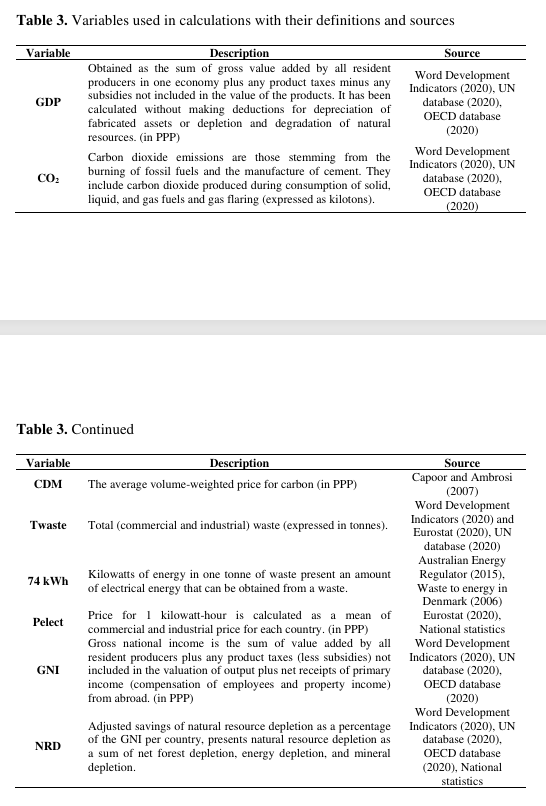 Table 3. Variables used in calculations with their definitions and sources
Variable Description Source
GDP
Obtained as the sum of gross value added by all resident
producers in one economy plus any product taxes minus any
subsidies not included in the value of the products. It has been
calculated without making deductions for depreciation of
fabricated assets or depletion and degradation of natural
resources. (in PPP)
Word Development
Indicators (2020), UN
database (2020),
OECD database
(2020)
CO₂
Carbon dioxide emissions are those stemming from the
burning of fossil fuels and the manufacture of cement. They
include carbon dioxide produced during consumption of solid,
liquid, and gas fuels and gas flaring (expressed as kilotons).
Word Development
Indicators (2020), UN
database (2020),
OECD database
(2020)
Table 3. Continued
Variable Description Source
CDM
The average volume-weighted price for carbon (in PPP)
Capoor and Ambrosi
(2007)
Twaste
Total (commercial and industrial) waste (expressed in tonnes).
Word Development
Indicators (2020) and
Eurostat (2020), UN
database (2020)
74 kWh
Kilowatts of energy in one tonne of waste present an amount
of electrical energy that can be obtained from a waste.
Australian Energy
Regulator (2015),
Waste to energy in
Denmark (2006)
Pelect
Price for 1 kilowatt-hour is calculated as a mean of
commercial and industrial price for each country. (in PPP)
Eurostat (2020),
National statistics
GNI
Gross national income is the sum of value added by all
resident producers plus any product taxes (less subsidies) not
included in the valuation of output plus net receipts of primary
income (compensation of employees and property income)
from abroad. (in PPP)
Word Development
Indicators (2020), UN
database (2020),
OECD database
(2020)
NRD
Adjusted savings of natural resource depletion as a percentage
of the GNI per country, presents natural resource depletion as
a sum of net forest depletion, energy depletion, and mineral
depletion.
Word Development
Indicators (2020), UN
database (2020),
OECD database
(2020), National
statistics